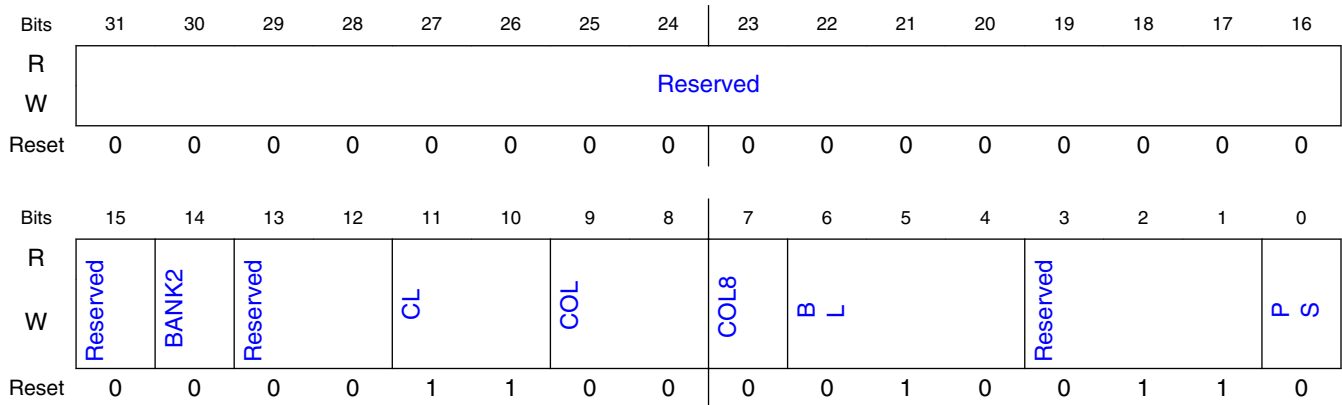 Bits 31 30 29 28 27 26 25 24 23 22 21 20 19 18 17 16
R
Reserved
W
Reset 0 0 0 0 0 0 0 0 0 0 0 0 0 0 0 0
Bits 15 14 13 12 11 10 9 8 7 6 5 4 3 2 1 0
R
W
Reserved BANK2 Reserved CL COL COL8 BL Reserved PS
Reset 0 0 0 0 1 1 0 0 0 0 1 0 0 1 1 0